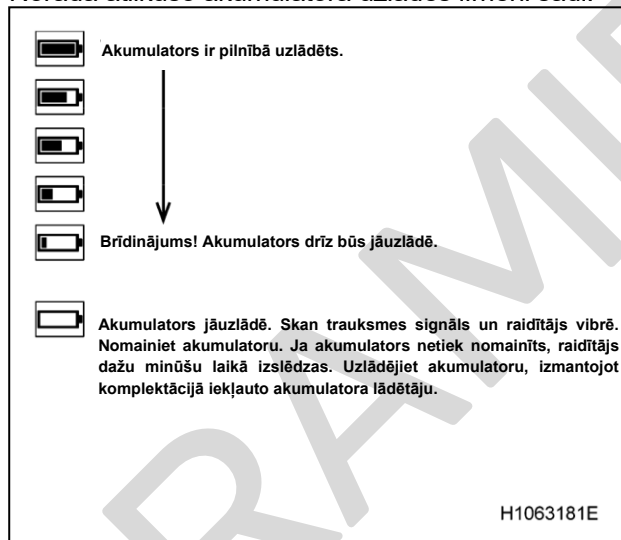 Akumulators ir pilnībā uzlādēts.
Brīdinājums! Akumulators drīz būs jāuzlādē.
Akumulators jāuzlādē. Skan trauksmes signāls un raidītājs vibrē.
Nomainiet akumulatoru. Ja akumulators netiek nomainīts, raidītājs
dažu minūšu laikā izslēdzas. Uzlādējiet akumulatoru, izmantojot
komplektācijā iekļauto akumulatora lādētāju.
H1063181E